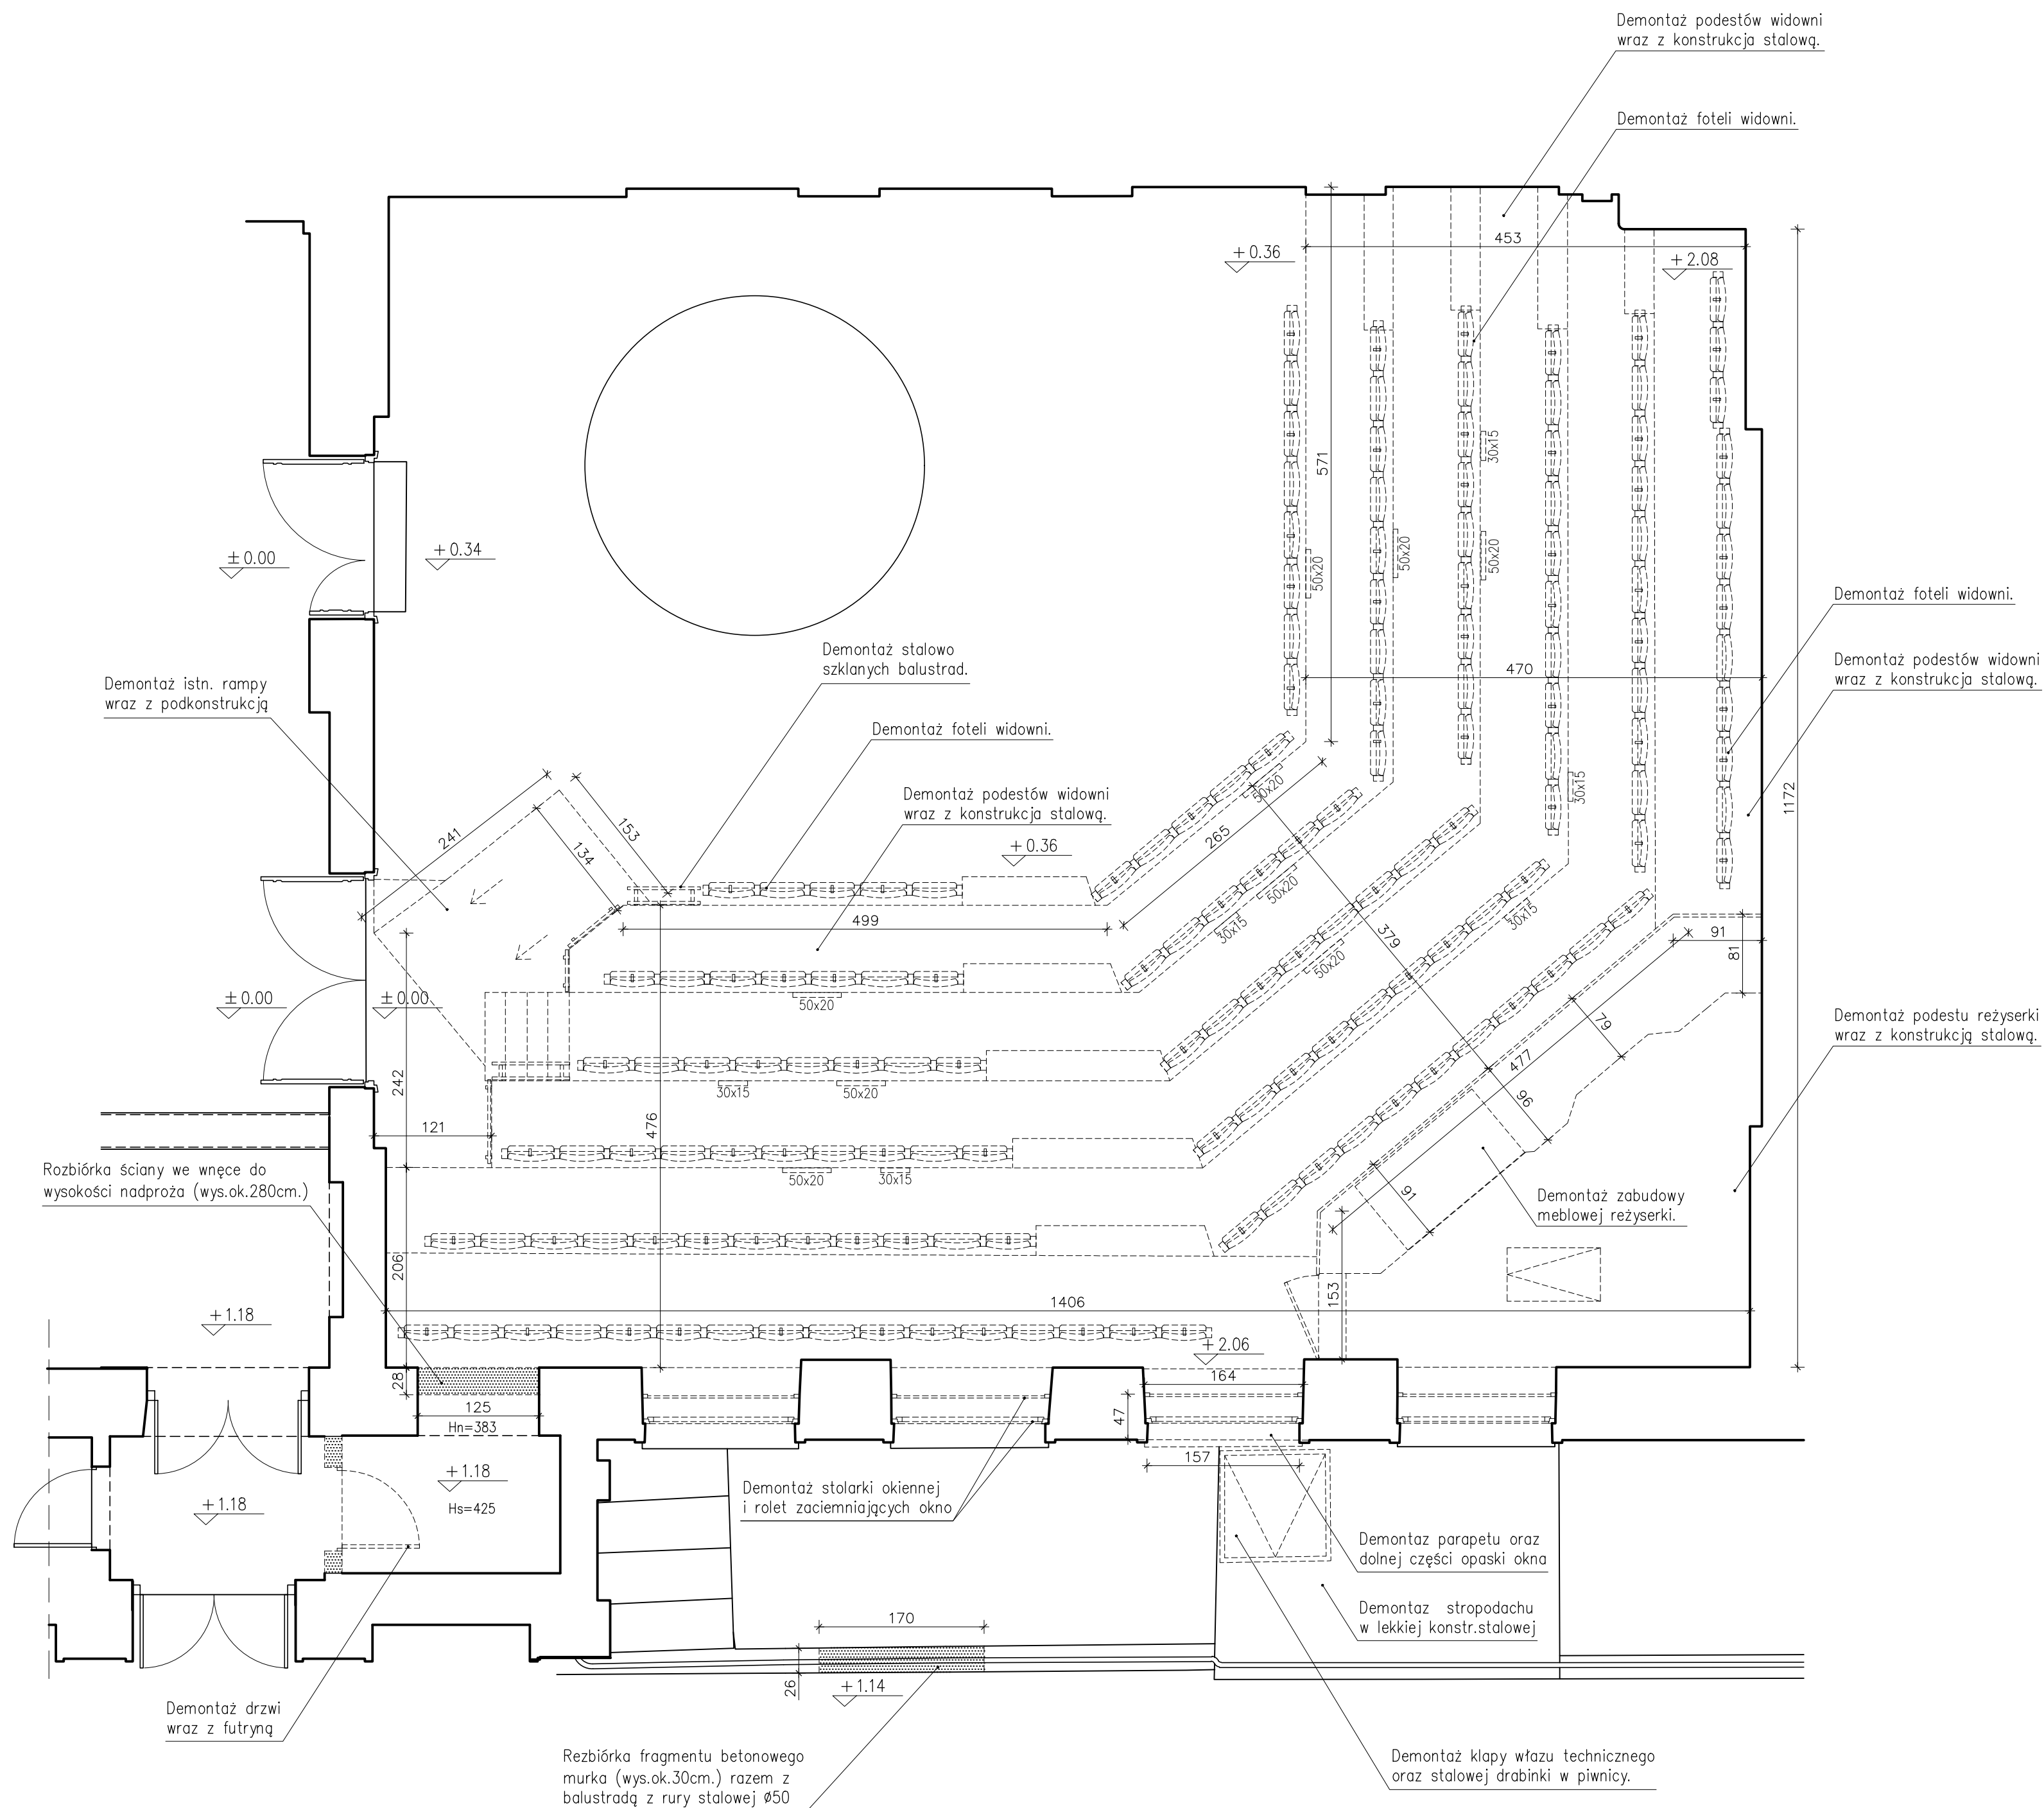 Demontaż podestów widowni
wraz z konstrukcja stalową.
Demontaż foteli widowni.
453
+0.36
+2.08
571
30x15
50x20
50x20
50x20
±0.00
+0.34
Demontaż foteli widowni.
Demontaż podestów widowni
wraz z konstrukcja stalową.
Demontaż stalowo
szklanych balustrad.
470
Demontaż istn. rampy
wraz z podkonstrukcją
Demontaż foteli widowni.
Demontaż podestów widowni
wraz z konstrukcja stalową.
50x20
30x15
1172
241
153
134
+0.36
265
499
50x20
30x15
30x15
379
50x20
91
81
±0.00
±0.00
50x20
Demontaż podestu reżyserki
wraz z konstrukcją stalową.
79
477
96
242
30x15
50x20
121
476
Rozbiórka ściany we wnęce do
wysokości nadproża (wys.ok.280cm.)
50x20
30x15
91
Demontaż zabudowy
meblowej reżyserki.
206
153
1406
+1.18
+2.06
28
164
125
47
Hn=383
157
+1.18
Hs=425
+1.18
Demontaż stolarki okiennej
i rolet zaciemniających okno
Demontaz parapetu oraz
dolnej części opaski okna
Demontaz stropodachu
w lekkiej konstr.stalowej
170
26
+1.14
Demontaż drzwi
wraz z futryną
Rezbiórka fragmentu betonowego
murka (wys.ok.30cm.) razem z
balustradą z rury stalowej Ø50
Demontaż klapy włazu technicznego
oraz stalowej drabinki w piwnicy.